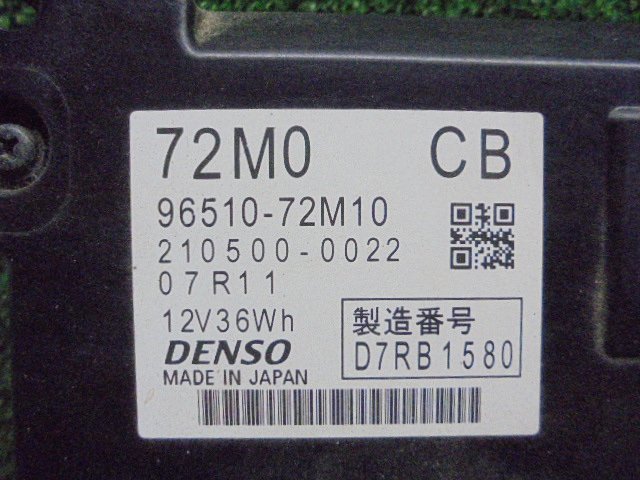 72M0 CB
96510-72M10
210500-0022
07R11
12V36Wh
製造番号
DENSO
D7RB1580
MADE IN JAPAN